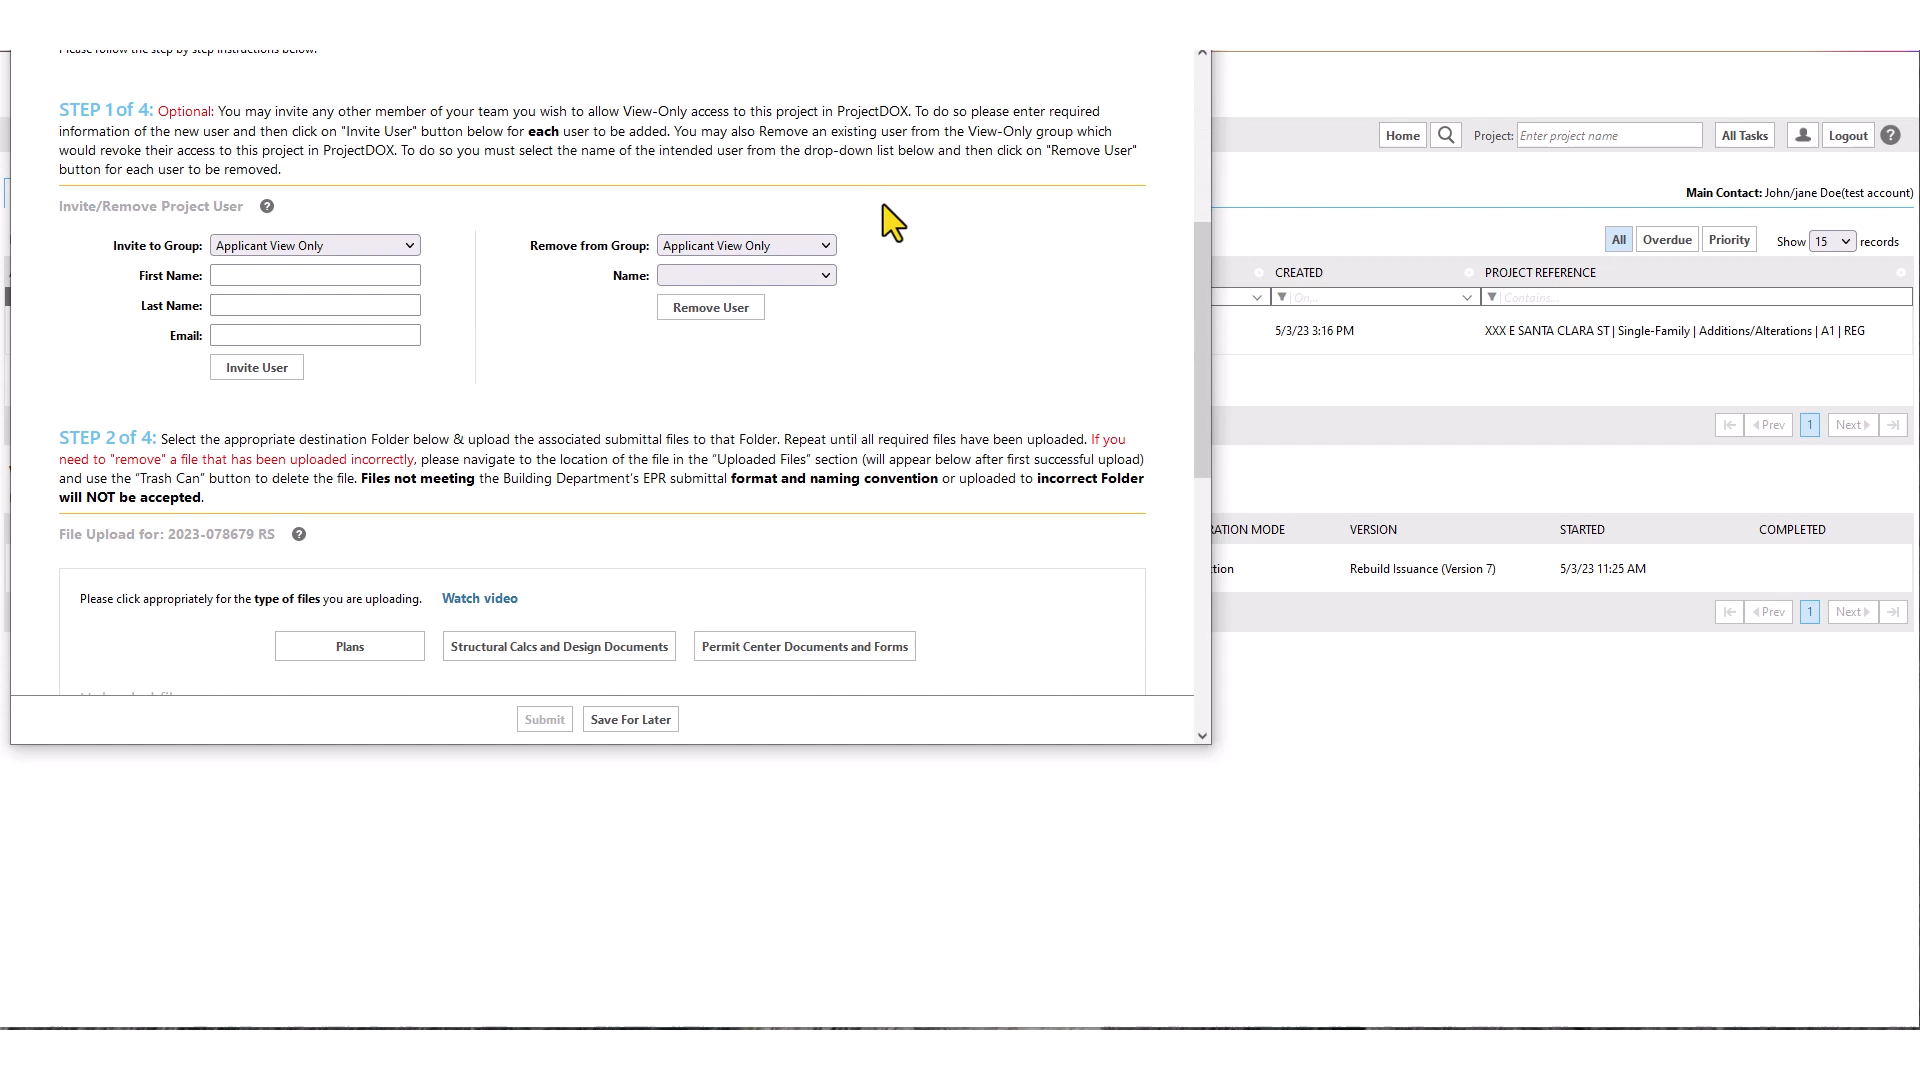 Please follow the step by step instructions below.
STEP 1 of 4: Optional: You may invite any other member of your team you wish to allow View-Only access to this project in ProjectDOX. To do so please enter required
information of the new user and then click on "Invite User" button below for each user to be added. You may also Remove an existing user from the View-Only group which
would revoke their access to this project in ProjectDOX. To do so you must select the name of the intended user from the drop-down list below and then click on "Remove User"
button for each user to be removed.
Invite/Remove Project User ?
Invite to Group: Applicant View Only
First Name:
Last Name:
Email:
Invite User
Remove from Group: Applicant View Only
Name:
Remove User
STEP 2 of 4: Select the appropriate destination Folder below & upload the associated submittal files to that Folder. Repeat until all required files have been uploaded. If you
need to "remove" a file that has been uploaded incorrectly, please navigate to the location of the file in the “Uploaded Files” section (will appear below after first successful upload)
and use the “Trash Can” button to delete the file. Files not meeting the Building Department’s EPR submittal format and naming convention or uploaded to incorrect Folder
will NOT be accepted.
File Upload for: 2023-078679 RS ?
Please click appropriately for the type of files you are uploading. Watch video
Plans Structural Calcs and Design Documents Permit Center Documents and Forms
Submit Save For Later
Home Project: Enter project name All Tasks Logout ?
Main Contact: John/jane Doe(test account)
All Overdue Priority Show 15 records
CREATED PROJECT REFERENCE
On... Contains...
5/3/23 3:16 PM XXX E SANTA CLARA ST | Single-Family | Additions/Alterations | A1 | REG
Prev 1 Next
RATION MODE VERSION STARTED COMPLETED
tion Rebuild Issuance (Version 7) 5/3/23 11:25 AM
Prev 1 Next